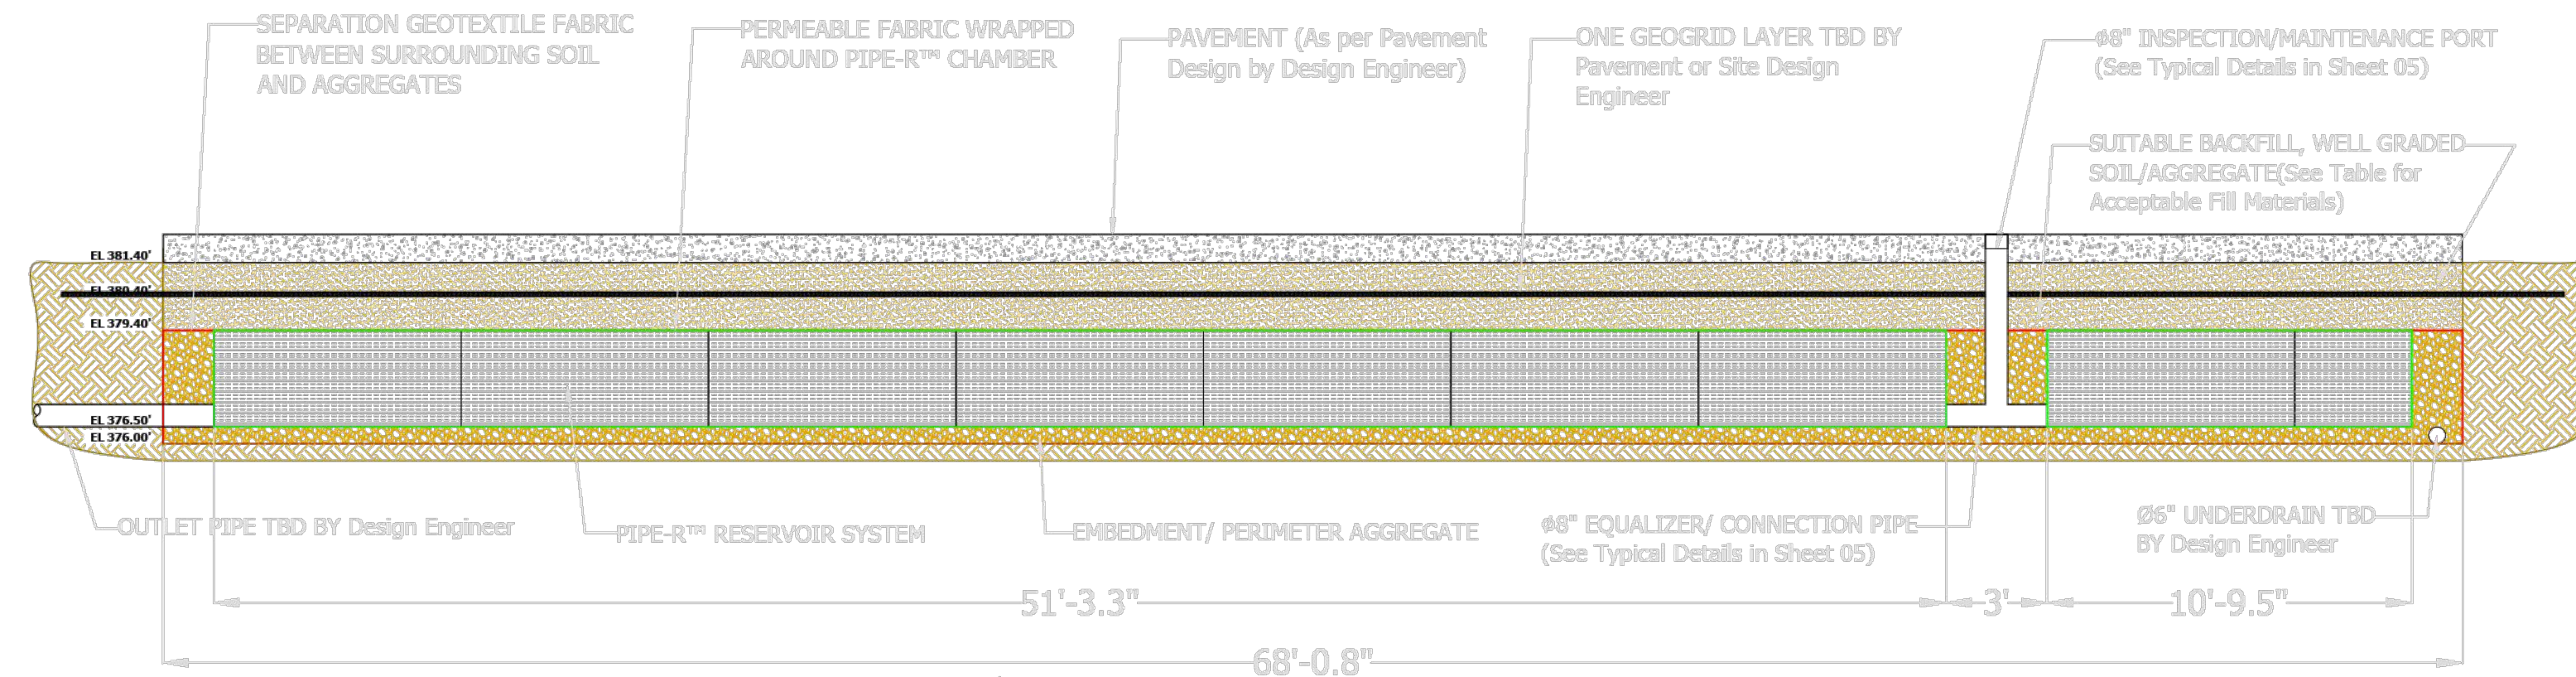 SEPARATION GEOTEXTILE FABRIC
BETWEEN SURROUNDING SOIL
AND AGGREGATES
PERMEABLE FABRIC WRAPPED
AROUND PIPE-R™ CHAMBER
PAVEMENT (As per Pavement
Design by Design Engineer)
ONE GEOGRID LAYER TBD BY
Pavement or Site Design
Engineer
Ø8" INSPECTION/MAINTENANCE PORT
(See Typical Details in Sheet 05)
SUITABLE BACKFILL, WELL GRADED
SOIL/AGGREGATE(See Table for
Acceptable Fill Materials)
EL 381.40'
EL 380.40'
EL 379.40'
EL 376.50'
EL 376.00'
OUTLET PIPE TBD BY Design Engineer
PIPE-R™ RESERVOIR SYSTEM
EMBEDMENT/ PERIMETER AGGREGATE
Ø8" EQUALIZER/ CONNECTION PIPE
(See Typical Details in Sheet 05)
Ø6" UNDERDRAIN TBD
BY Design Engineer
51'-3.3"
3'
10'-9.5"
68'-0.8"